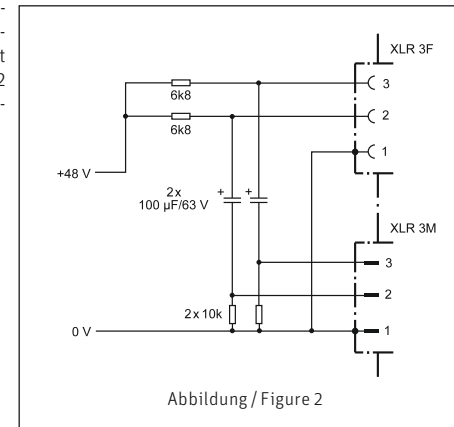 -
-
t
2
-
XLR 3F
3
6k8
2
6k8
1
+48 V
2x
100 µF/63 V
+ +
XLR 3M
3
2
2 x 10k
1
0 V
Abbildung / Figure 2